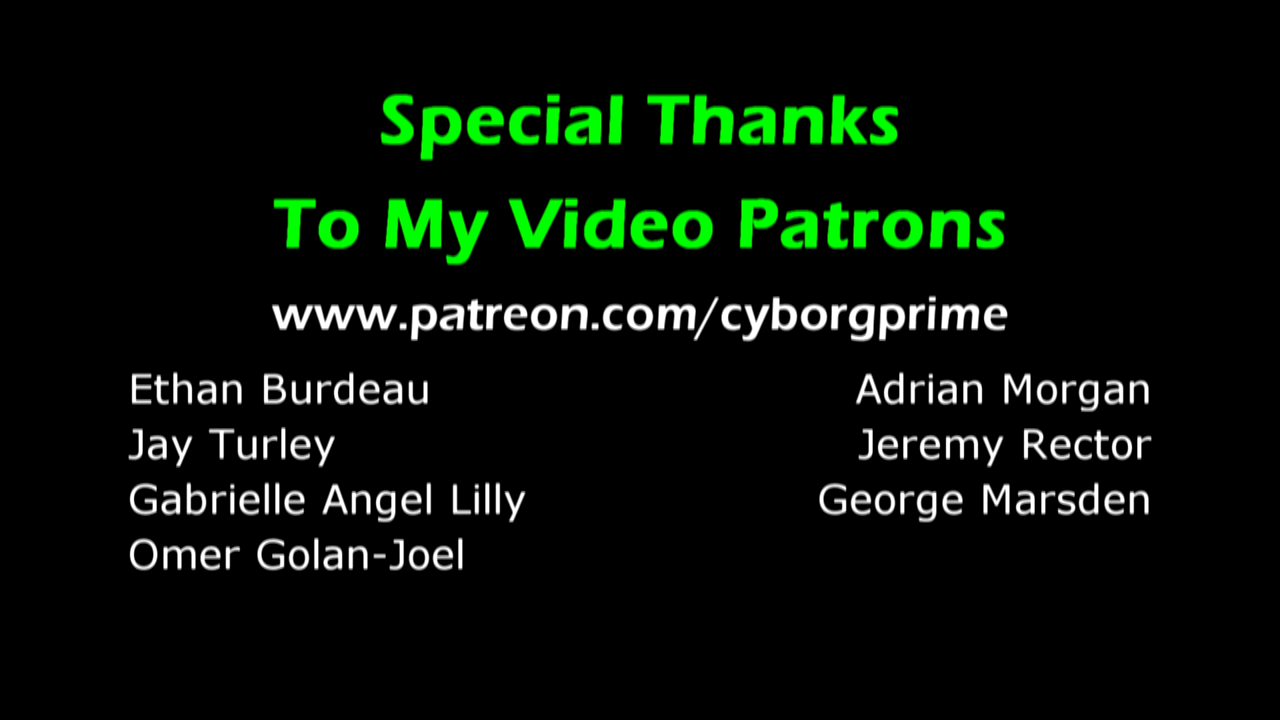 Special Thanks
To My Video Patrons
www.patreon.com/cyborgprime
Ethan Burdeau Adrian Morgan
Jay Turley Jeremy Rector
Gabrielle Angel Lilly George Marsden
Omer Golan-Joel